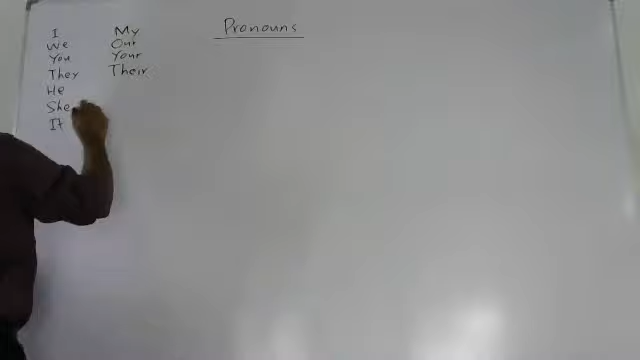 Pronouns
I My
We Our
You Your
They Their
He
She
It